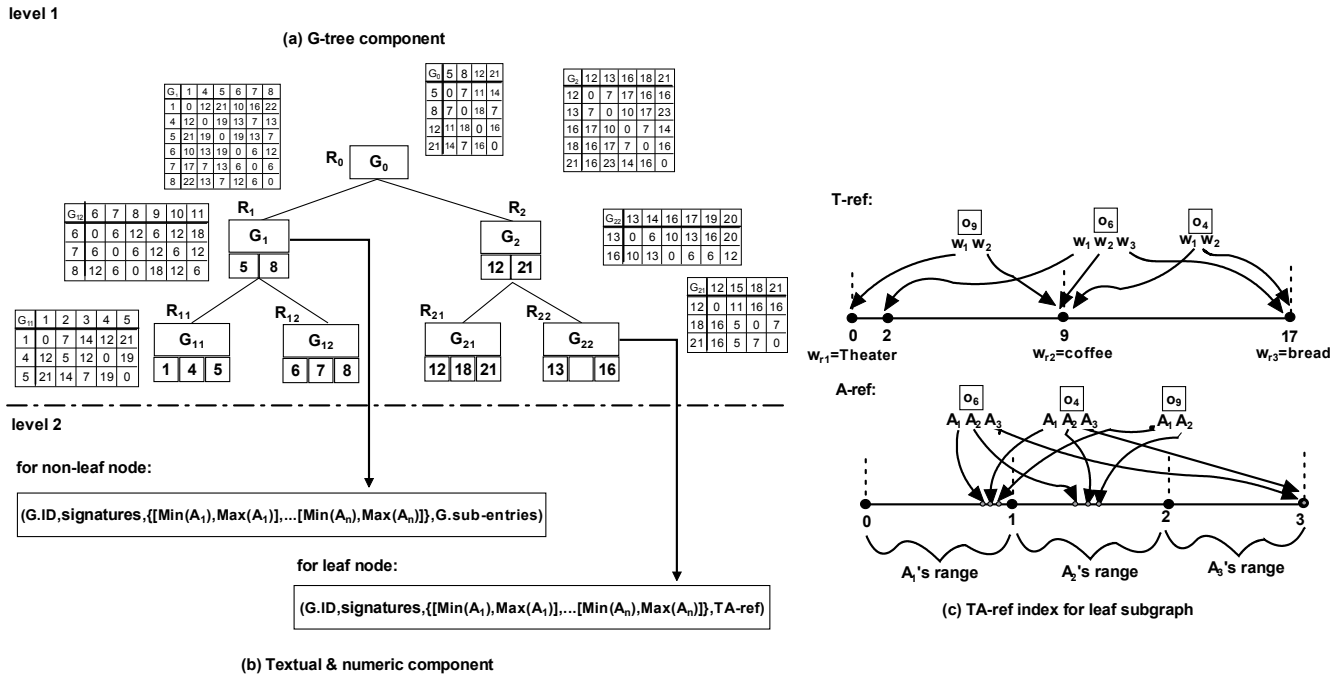 level 1
(a) G-tree component
G₀ 5 8 12 21
5 0 7 11 14
8 7 0 18 7
12 11 18 0 16
21 14 7 16 0
G₂ 12 13 16 18 21
12 0 7 17 16 16
13 7 0 10 17 23
16 17 10 0 7 14
18 16 17 7 0 16
21 16 23 14 16 0
G₁ 1 4 5 6 7 8
1 0 12 21 10 16 22
4 12 0 19 13 7 13
5 21 19 0 19 13 7
6 10 13 19 0 6 12
7 17 7 13 6 0 6
8 22 13 7 12 6 0
R₀ G₀
R₁ R₂
G₁ G₂
5 8 12 21
G₁₂ 6 7 8 9 10 11
6 0 6 12 6 12 18
7 6 0 6 12 6 12
8 12 6 0 18 12 6
G₂₂ 13 14 16 17 19 20
13 0 6 10 13 16 20
16 10 13 0 6 6 12
G₂₁ 12 15 18 21
12 0 11 16 16
18 16 5 0 7
21 16 5 7 0
G₁₁ 1 2 3 4 5
1 0 7 14 12 21
4 12 5 12 0 19
5 21 14 7 19 0
R₁₁ R₁₂ R₂₁ R₂₂
G₁₁ G₁₂ G₂₁ G₂₂
1 4 5 6 7 8 12 18 21 13 16
level 2
for non-leaf node:
(G.ID,signatures,{[Min(A₁),Max(A₁)],...[Min(Aₙ),Max(Aₙ)]},G.sub-entries)
for leaf node:
(G.ID,signatures,{[Min(A₁),Max(A₁)],...[Min(Aₙ),Max(Aₙ)]},TA-ref)
(b) Textual & numeric component
T-ref:
o₉ o₆ o₄
w₁ w₂ w₁ w₂ w₃ w₁ w₂
0 2 9 17
wᵣ₁=Theater wᵣ₂=coffee wᵣ₃=bread
A-ref:
o₆ o₄ o₉
A₁ A₂ A₃ A₁ A₂ A₃ A₁ A₂
0 1 2 3
A₁'s range A₂'s range A₃'s range
(c) TA-ref index for leaf subgraph